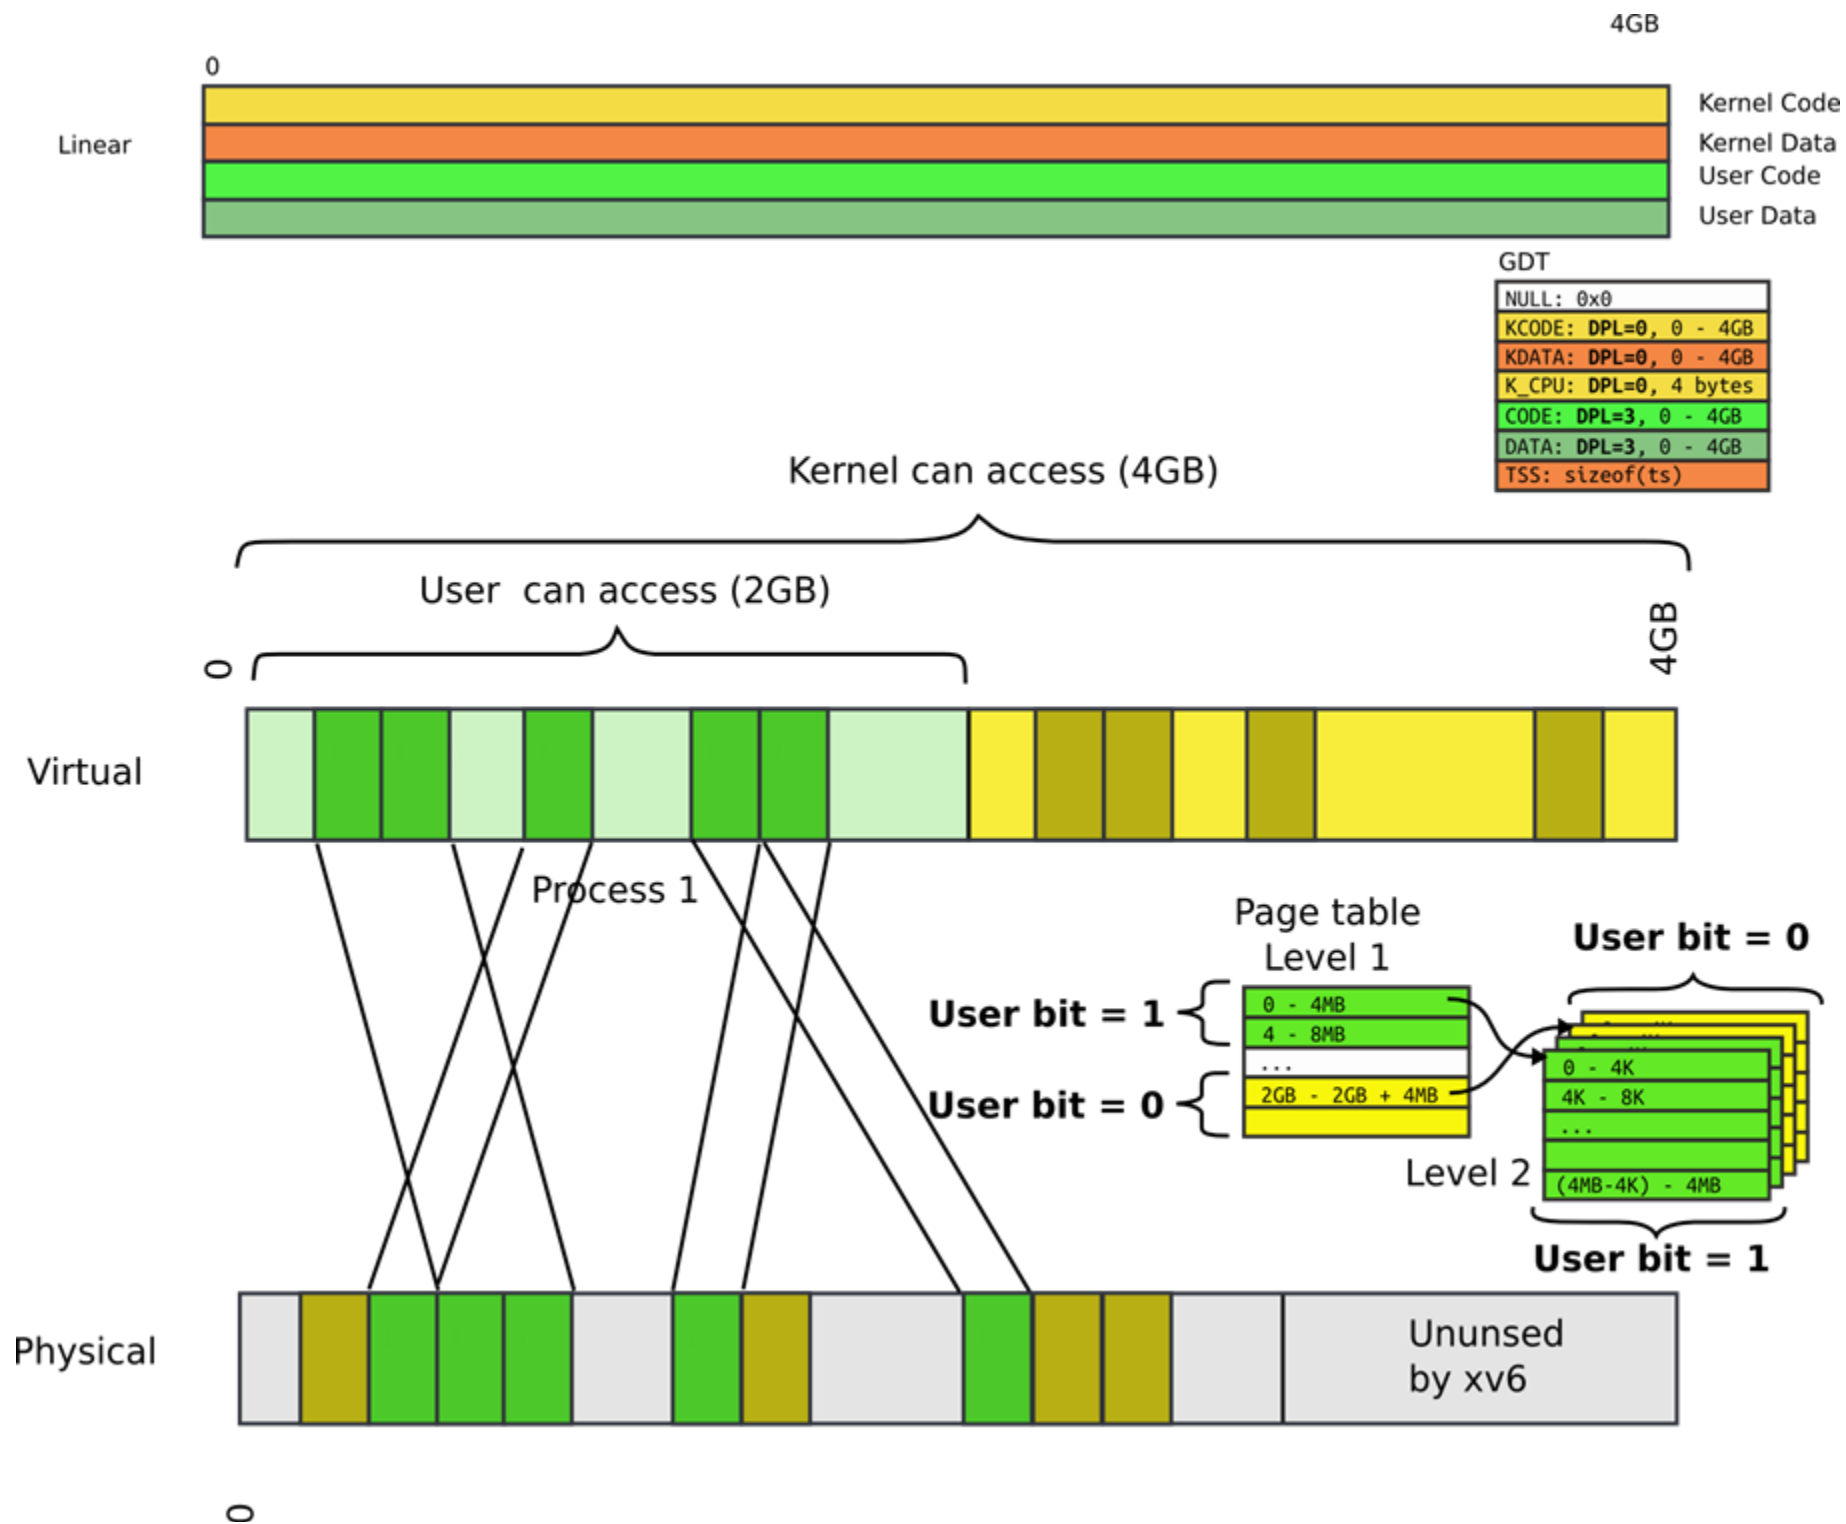 4GB
0
Linear
Kernel Code
Kernel Data
User Code
User Data
GDT
NULL: 0x0
KCODE: DPL=0, 0 - 4GB
KDATA: DPL=0, 0 - 4GB
K_CPU: DPL=0, 4 bytes
CODE: DPL=3, 0 - 4GB
DATA: DPL=3, 0 - 4GB
TSS: sizeof(ts)
Kernel can access (4GB)
User can access (2GB)
0
4GB
Virtual
Process 1
Page table
Level 1
User bit = 1
User bit = 0
0 - 4MB
4 - 8MB
...
2GB - 2GB + 4MB
User bit = 0
0 - 4K
4K - 8K
...
(4MB-4K) - 4MB
Level 2
User bit = 1
Physical
Ununsed
by xv6
0